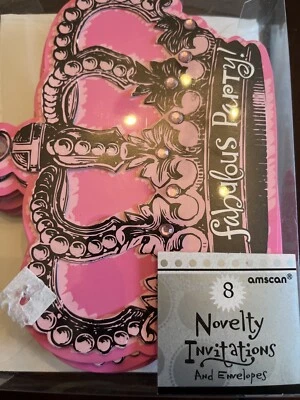 fabulous Party!
8
amscan®
Novelty
Invitations
And Envelopes